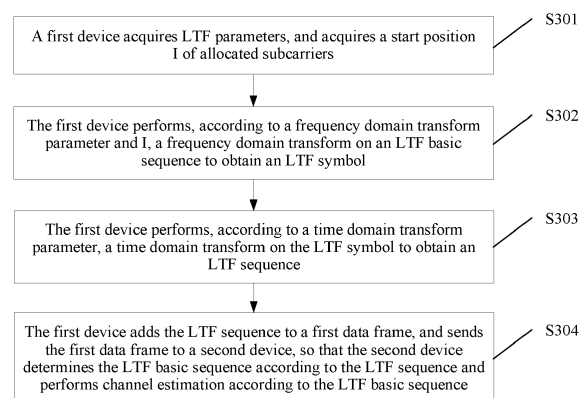 A first device acquires LTF parameters, and acquires a start position
I of allocated subcarriers
S301
The first device performs, according to a frequency domain transform
parameter and I, a frequency domain transform on an LTF basic
sequence to obtain an LTF symbol
S302
The first device performs, according to a time domain transform
parameter, a time domain transform on the LTF symbol to obtain an
LTF sequence
S303
The first device adds the LTF sequence to a first data frame, and sends
the first data frame to a second device, so that the second device
determines the LTF basic sequence according to the LTF sequence and
performs channel estimation according to the LTF basic sequence
S304